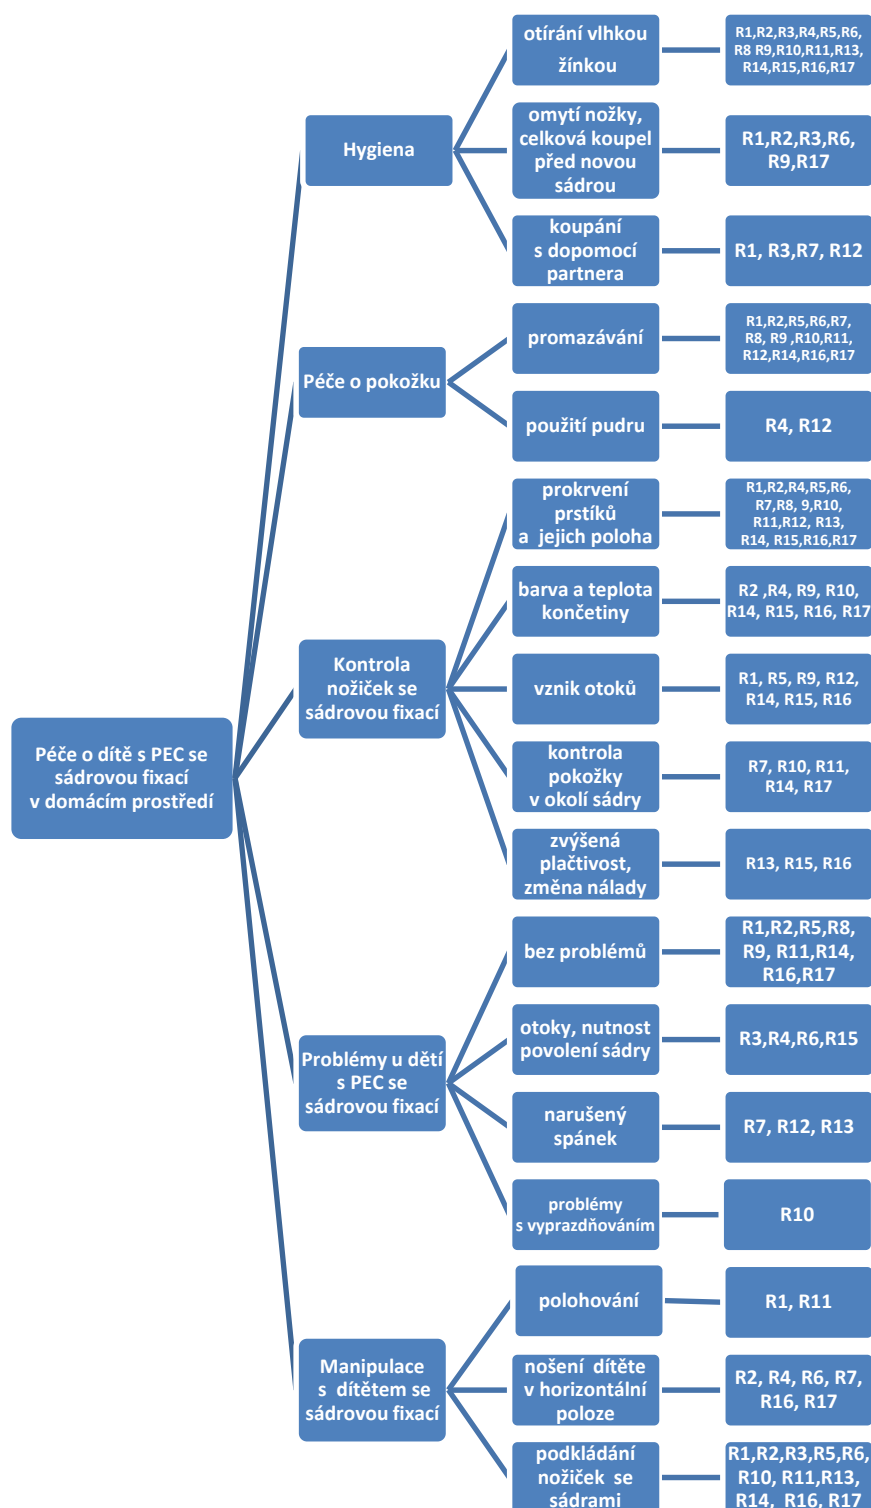 Péče o dítě s PEC se
sádrovou fixací
v domácím prostředí
Hygiena
otírání vlhkou
žínkou
R1,R2,R3,R4,R5,R6,
R8 R9,R10,R11,R13,
R14,R15,R16,R17
omytí nožky,
celková koupel
před novou
sádrou
R1,R2,R3,R6,
R9,R17
koupání
s dopomocí
partnera
R1, R3,R7, R12
Péče o pokožku
promazávání
R1,R2,R5,R6,R7,
R8, R9 ,R10,R11,
R12,R14,R16,R17
použití pudru
R4, R12
Kontrola
nožiček se
sádrovou fixací
prokrvení
prstíků
a jejich poloha
R1,R2,R4,R5,R6,
R7,R8, 9,R10,
R11,R12, R13,
R14, R15,R16,R17
barva a teplota
končetiny
R2 ,R4, R9, R10,
R14, R15, R16, R17
vznik otoků
R1, R5, R9, R12,
R14, R15, R16
kontrola
pokožky
v okolí sádry
R7, R10, R11,
R14, R17
zvýšená
plačtivost,
změna nálady
R13, R15, R16
Problémy u dětí
s PEC se
sádrovou fixací
bez problémů
R1,R2,R5,R8,
R9, R11,R14,
R16,R17
otoky, nutnost
povolení sádry
R3,R4,R6,R15
narušený
spánek
R7, R12, R13
problémy
s vyprazdňováním
R10
Manipulace
s dítětem se
sádrovou fixací
polohování
R1, R11
nošení dítěte
v horizontální
poloze
R2, R4, R6, R7,
R16, R17
podkládání
nožiček se
sádrami
R1,R2,R3,R5,R6,
R10, R11,R13,
R14, R16, R17